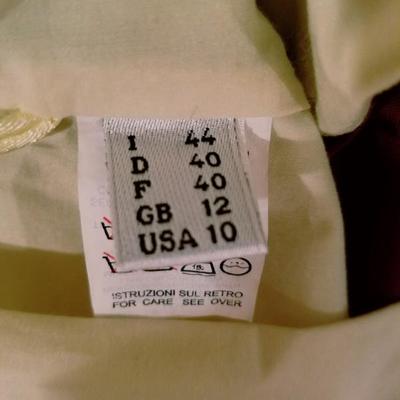 I 44
D 40
F 40
GB 12
USA 10
ISTRUZIONI SUL RETRO
FOR CARE SEE OVER